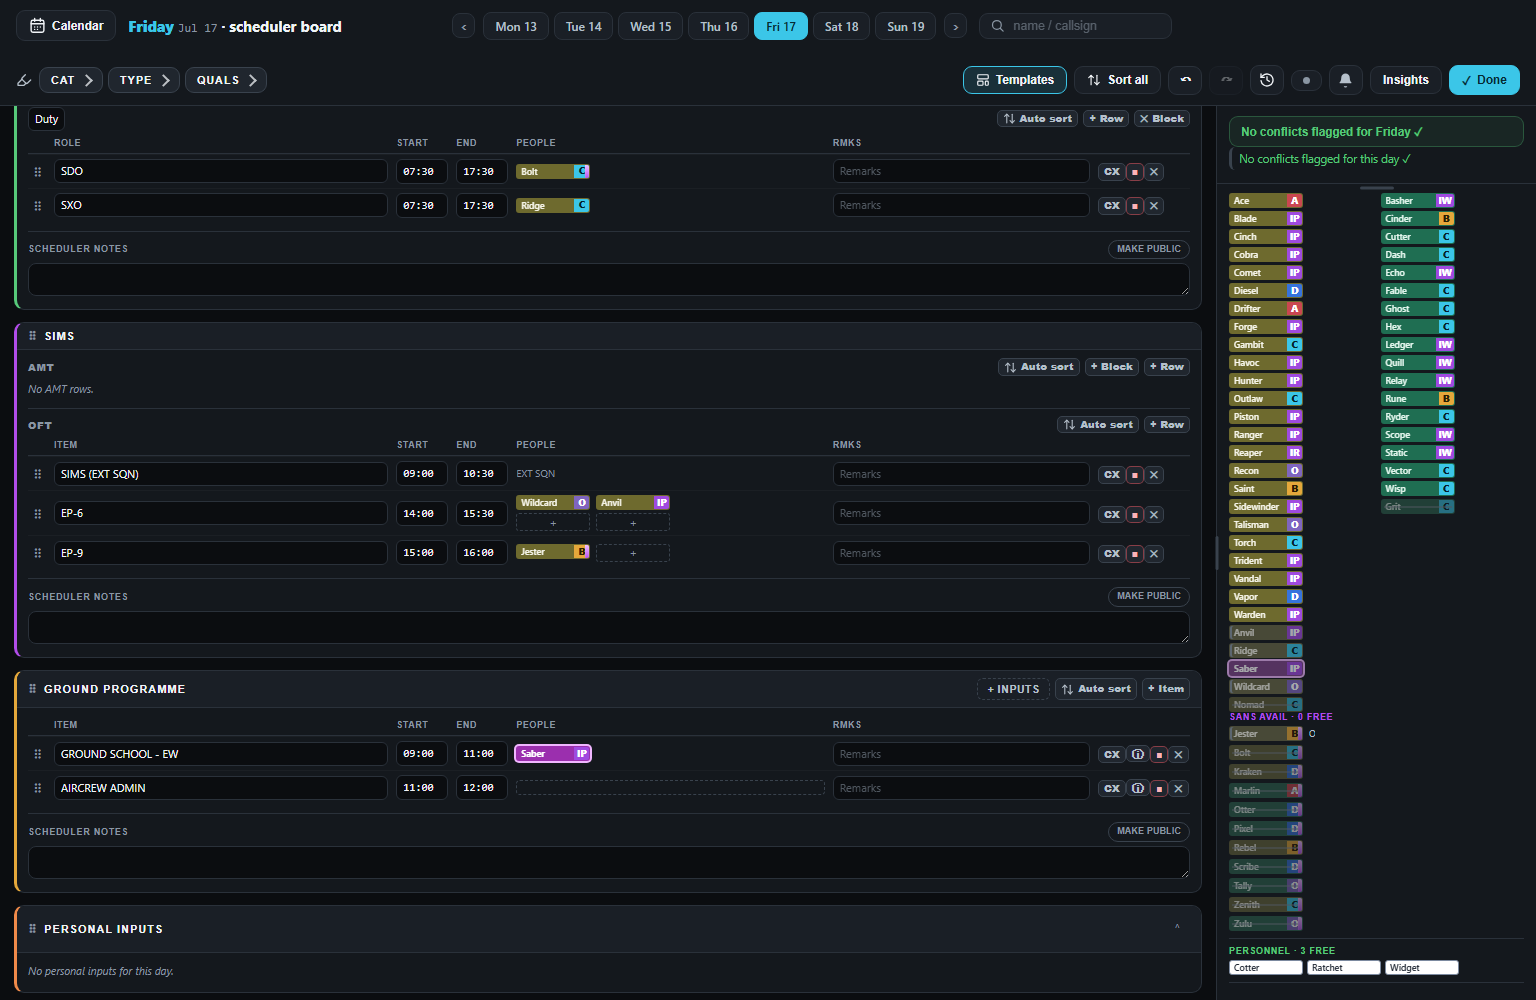 Calendar
Friday Jul 17 · scheduler board
‹ Mon 13 Tue 14 Wed 15 Thu 16 Fri 17 Sat 18 Sun 19 ›
name / callsign
CAT TYPE QUALS
Templates Sort all Insights ✓ Done
Duty
Auto sort + Row × Block
ROLE START END PEOPLE RMKS
SDO 07:30 17:30 Bolt C Remarks CX
SXO 07:30 17:30 Ridge C Remarks CX
SCHEDULER NOTES MAKE PUBLIC
SIMS
AMT Auto sort + Block + Row
No AMT rows.
OFT Auto sort + Row
ITEM START END PEOPLE RMKS
SIMS (EXT SQN) 09:00 10:30 EXT SQN Remarks CX
EP-6 14:00 15:30 Wildcard O Anvil IP Remarks CX
+ +
EP-9 15:00 16:00 Jester B + Remarks CX
SCHEDULER NOTES MAKE PUBLIC
GROUND PROGRAMME + INPUTS Auto sort + Item
ITEM START END PEOPLE RMKS
GROUND SCHOOL - EW 09:00 11:00 Saber IP Remarks CX
AIRCREW ADMIN 11:00 12:00 Remarks CX
SCHEDULER NOTES MAKE PUBLIC
PERSONAL INPUTS
No personal inputs for this day.
No conflicts flagged for Friday ✓
No conflicts flagged for this day ✓
Ace A Basher IW
Blade IP Cinder B
Cinch IP Cutter C
Cobra IP Dash C
Comet IP Echo IW
Diesel D Fable C
Drifter A Ghost C
Forge IP Hex C
Gambit C Ledger IW
Havoc IP Quill IW
Hunter IP Relay IW
Outlaw C Rune B
Piston IP Ryder C
Ranger IP Scope IW
Reaper IR Static IW
Recon O Vector C
Saint B Wisp C
Sidewinder IP Grit C
Talisman O
Torch C
Trident IP
Vandal IP
Vapor D
Warden IP
Anvil IP
Ridge C
Saber IP
Wildcard O
Nomad C
SANS AVAIL · 0 FREE
Jester B O
Bolt C
Kraken D
Marlin A
Otter D
Pixel D
Rebel B
Scribe D
Tally O
Zenith C
Zulu O
PERSONNEL · 3 FREE
Cotter Ratchet Widget